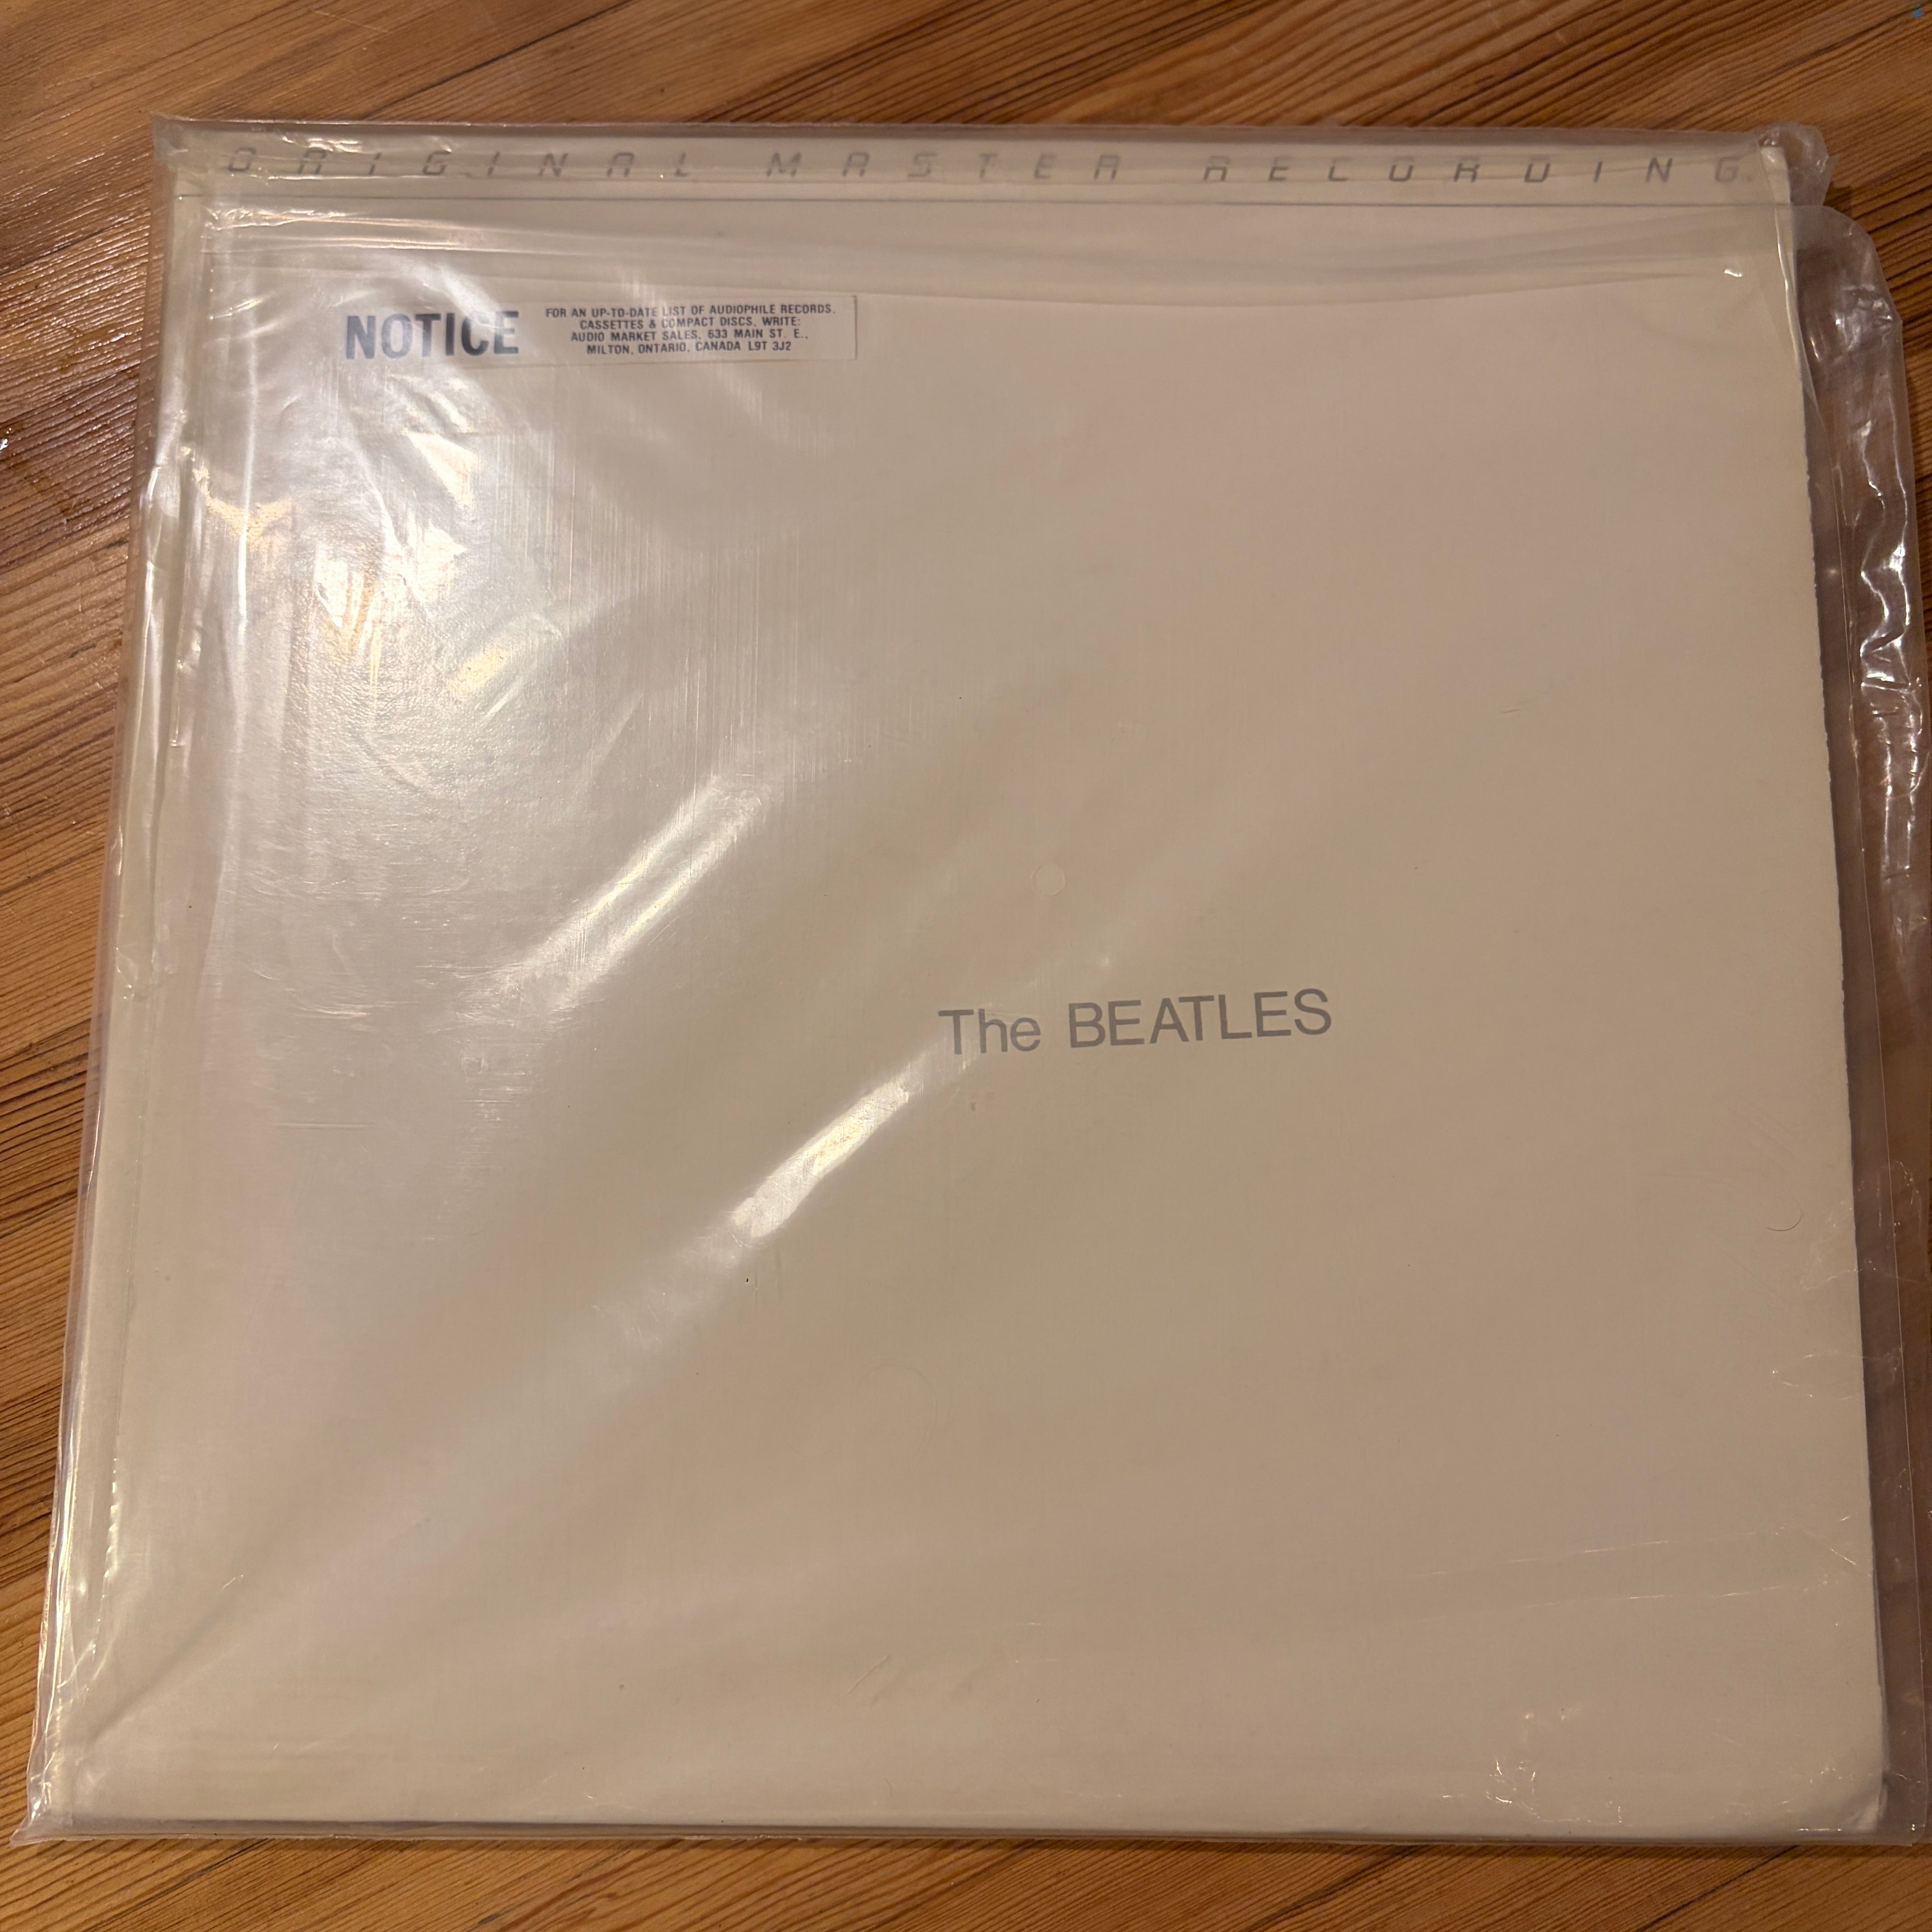 ORIGINAL MASTER RECORDING
NOTICE
FOR AN UP-TO-DATE LIST OF AUDIOPHILE RECORDS,
CASSETTES & COMPACT DISCS, WRITE:
AUDIO MARKET SALES, 633 MAIN ST. E.,
MILTON, ONTARIO, CANADA L9T 3J2
The BEATLES